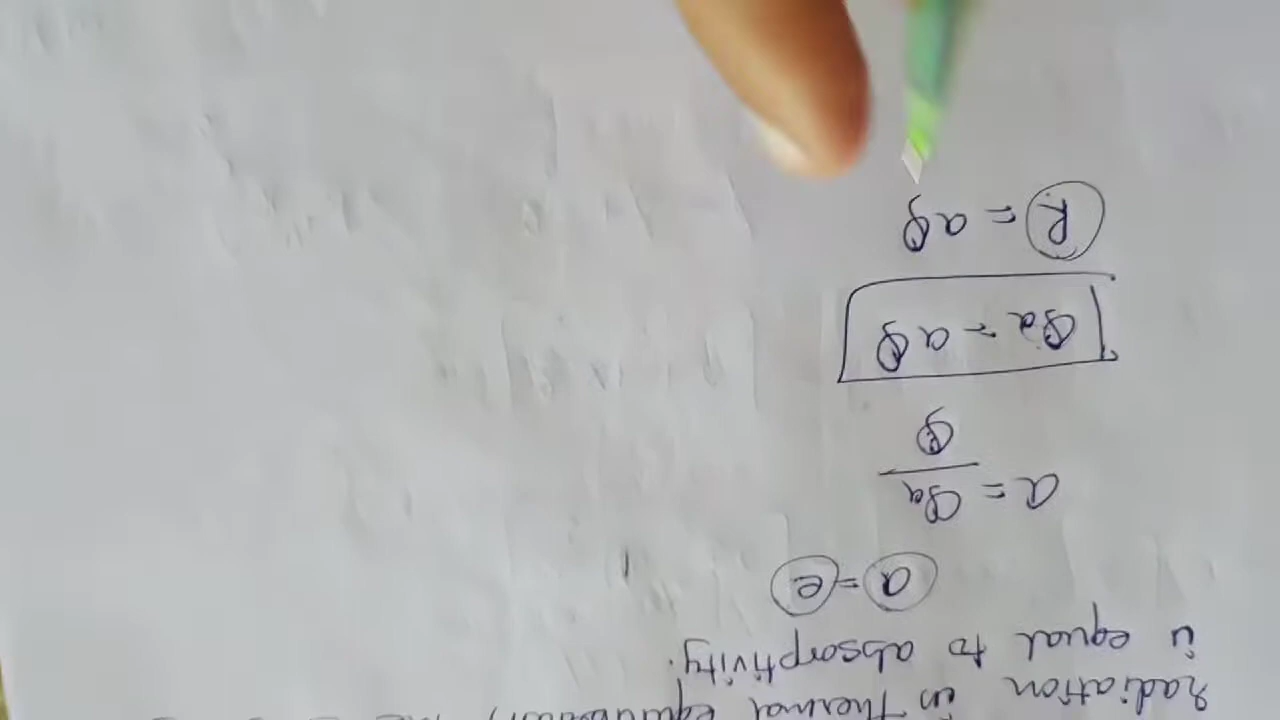 radiation in Thermal
is equal to absorptivity.
a = e
a = Qa/Q
Qa = aQ
R = aQ